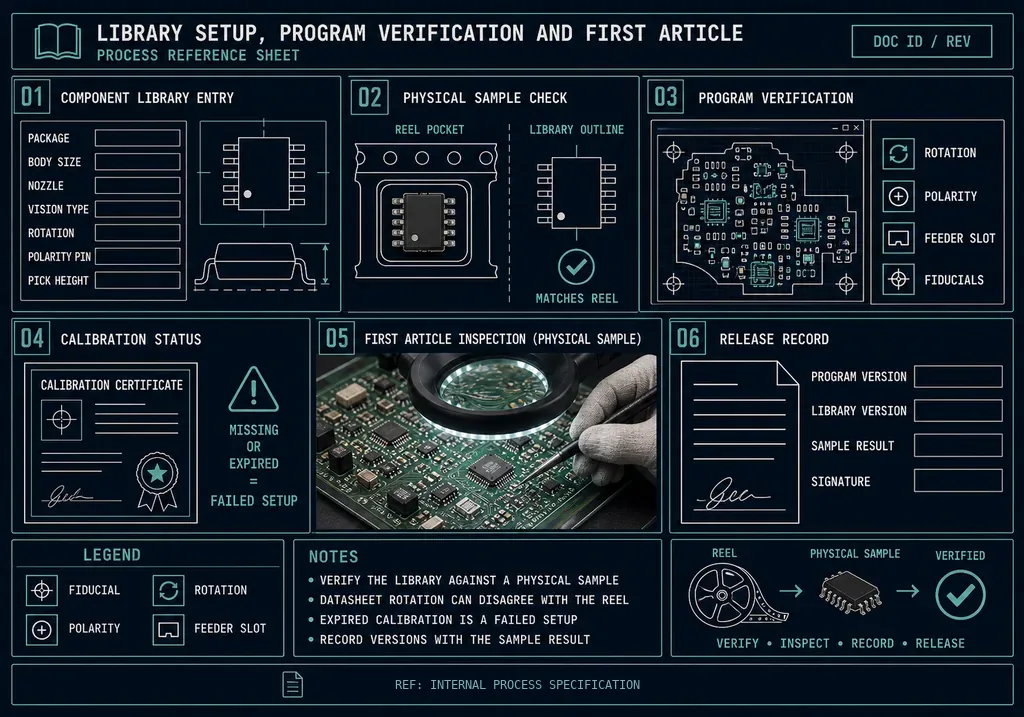 LIBRARY SETUP, PROGRAM VERIFICATION AND FIRST ARTICLE
PROCESS REFERENCE SHEET
DOC ID / REV
01
COMPONENT LIBRARY ENTRY
PACKAGE
BODY SIZE
NOZZLE
VISION TYPE
ROTATION
POLARITY PIN
PICK HEIGHT
02
PHYSICAL SAMPLE CHECK
REEL POCKET
LIBRARY OUTLINE
MATCHES REEL
03
PROGRAM VERIFICATION
ROTATION
POLARITY
FEEDER SLOT
FIDUCIALS
04
CALIBRATION STATUS
CALIBRATION CERTIFICATE
MISSING
OR
EXPIRED
=
FAILED SETUP
05
FIRST ARTICLE INSPECTION (PHYSICAL SAMPLE)
06
RELEASE RECORD
PROGRAM VERSION
LIBRARY VERSION
SAMPLE RESULT
SIGNATURE
LEGEND
FIDUCIAL
ROTATION
POLARITY
FEEDER SLOT
NOTES
• VERIFY THE LIBRARY AGAINST A PHYSICAL SAMPLE
• DATASHEET ROTATION CAN DISAGREE WITH THE REEL
• EXPIRED CALIBRATION IS A FAILED SETUP
• RECORD VERSIONS WITH THE SAMPLE RESULT
REEL
PHYSICAL SAMPLE
VERIFIED
VERIFY • INSPECT • RECORD • RELEASE
REF: INTERNAL PROCESS SPECIFICATION